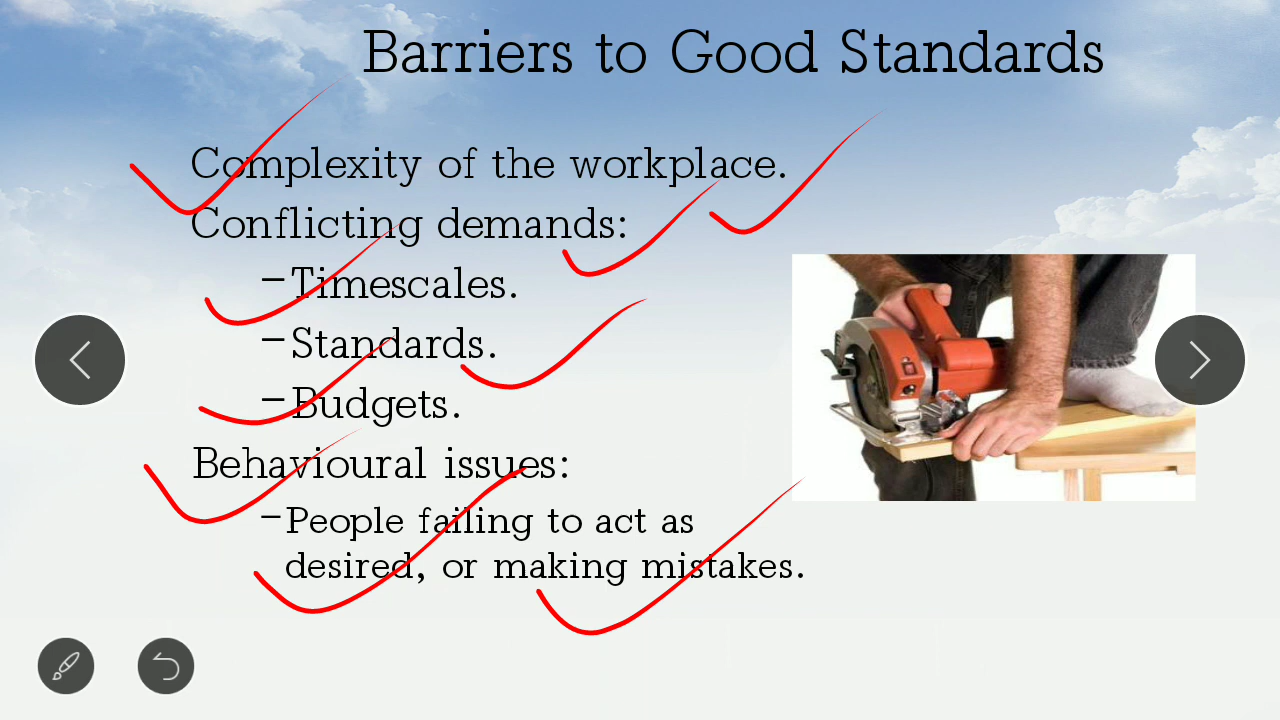 Barriers to Good Standards
Complexity of the workplace.
Conflicting demands:
–Timescales.
–Standards.
–Budgets.
Behavioural issues:
–People failing to act as
desired, or making mistakes.